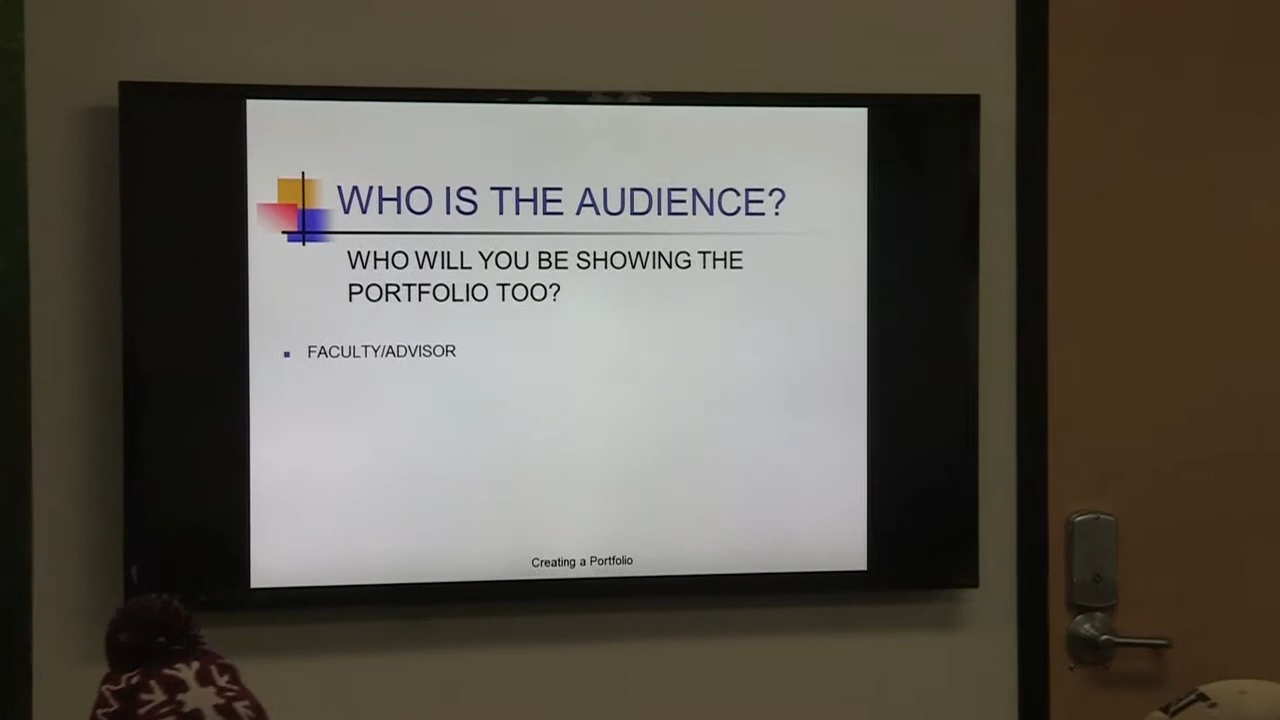 WHO IS THE AUDIENCE?
WHO WILL YOU BE SHOWING THE
PORTFOLIO TOO?
FACULTY/ADVISOR
Creating a Portfolio